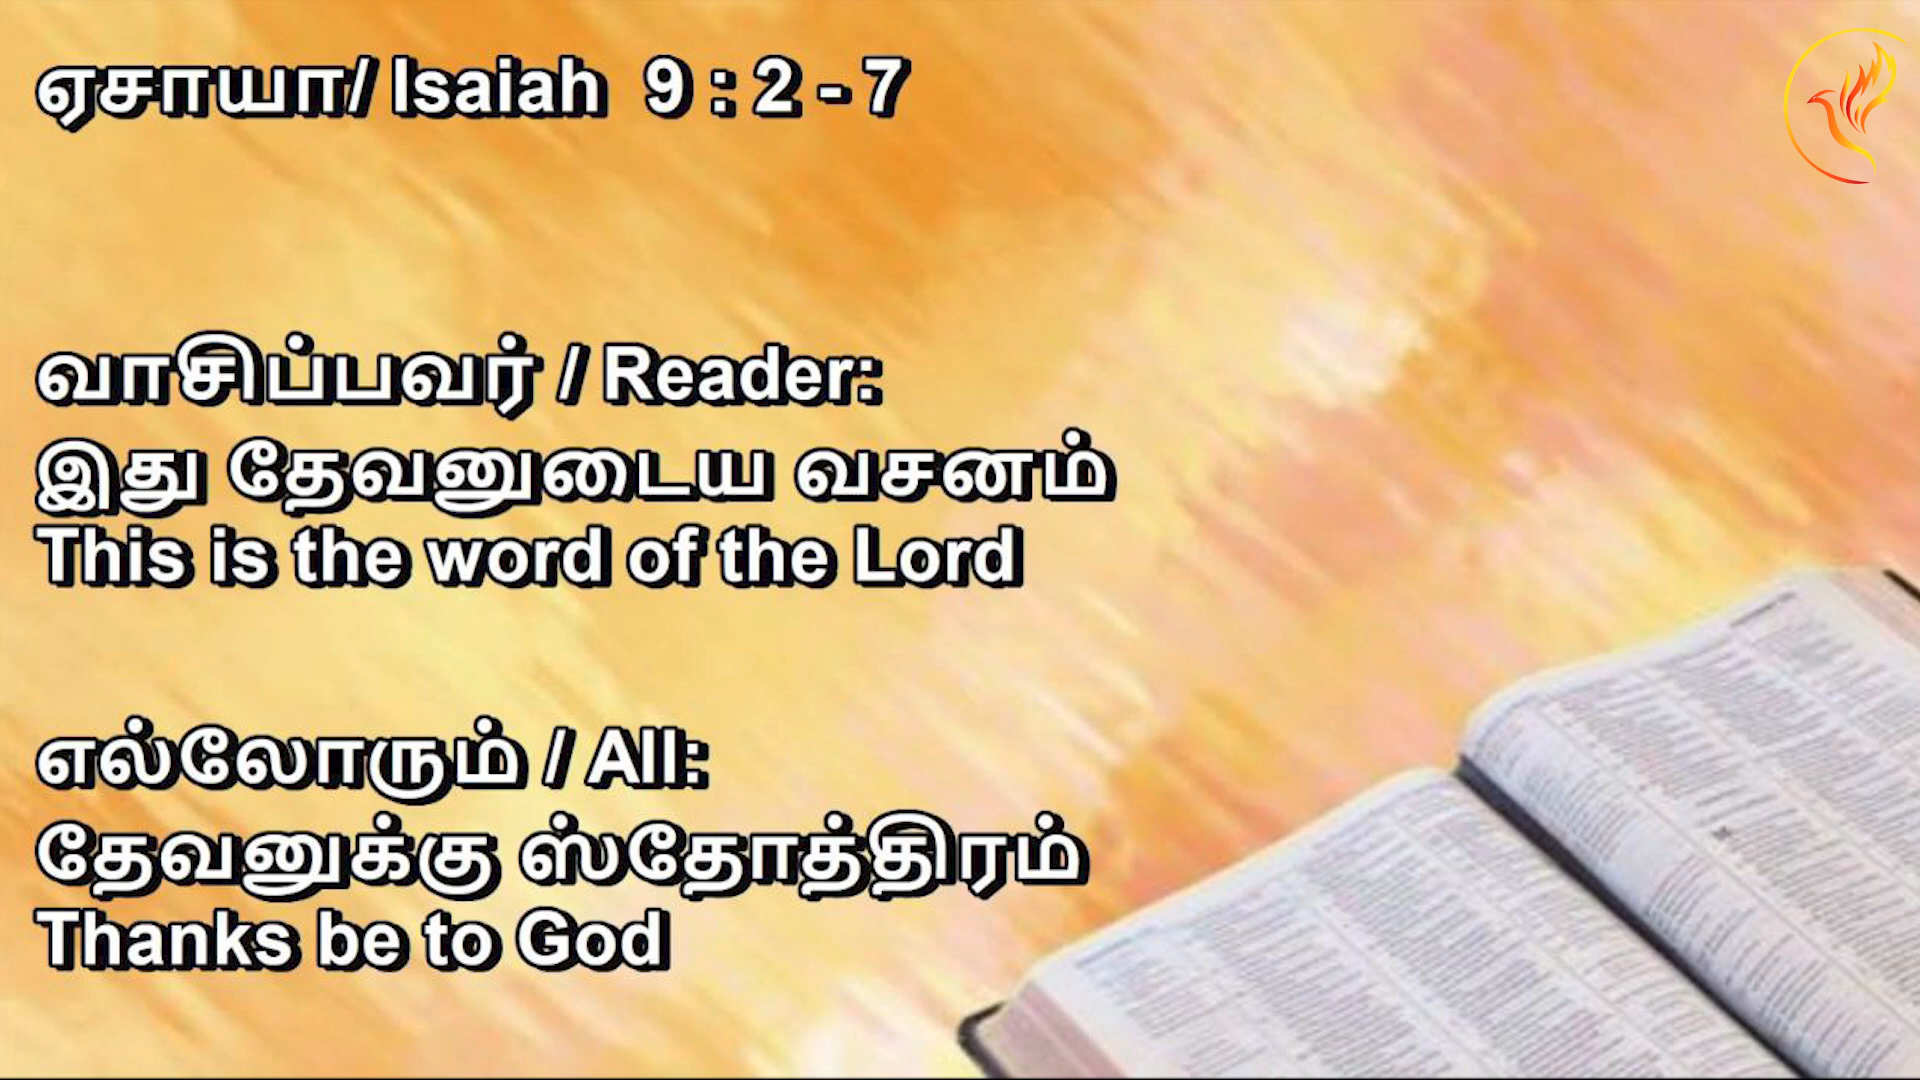 ஏசாயா/ Isaiah 9 : 2 - 7
வாசிப்பவர் / Reader:
இது தேவனுடைய வசனம்
This is the word of the Lord
எல்லோரும் / All:
தேவனுக்கு ஸ்தோத்திரம்
Thanks be to God